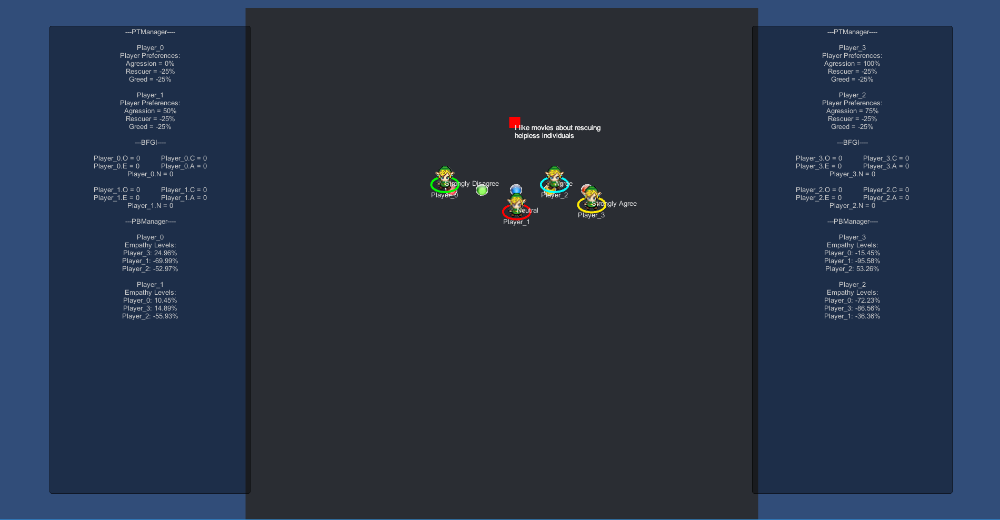 ---PTManager----
Player_0
Player Preferences:
Agression = 0%
Rescuer = -25%
Greed = -25%
Player_1
Player Preferences:
Agression = 50%
Rescuer = -25%
Greed = -25%
---BFGI----
Player_0.O = 0 Player_0.C = 0
Player_0.E = 0 Player_0.A = 0
Player_0.N = 0
Player_1.O = 0 Player_1.C = 0
Player_1.E = 0 Player_1.A = 0
Player_1.N = 0
---PBManager----
Player_0
Empathy Levels:
Player_3: 24.96%
Player_1: -69.99%
Player_2: -52.97%
Player_1
Empathy Levels:
Player_0: 10.45%
Player_3: 14.89%
Player_2: -55.93%
I like movies about rescuing
helpless individuals
Strongly Disagree
Player_0
Agree
Player_2
Neutral
Player_1
Strongly Agree
Player_3
---PTManager----
Player_3
Player Preferences:
Agression = 100%
Rescuer = -25%
Greed = -25%
Player_2
Player Preferences:
Agression = 75%
Rescuer = -25%
Greed = -25%
---BFGI----
Player_3.O = 0 Player_3.C = 0
Player_3.E = 0 Player_3.A = 0
Player_3.N = 0
Player_2.O = 0 Player_2.C = 0
Player_2.E = 0 Player_2.A = 0
Player_2.N = 0
---PBManager----
Player_3
Empathy Levels:
Player_0: -15.45%
Player_1: -95.58%
Player_2: 53.26%
Player_2
Empathy Levels:
Player_0: -72.23%
Player_3: -86.56%
Player_1: -36.36%